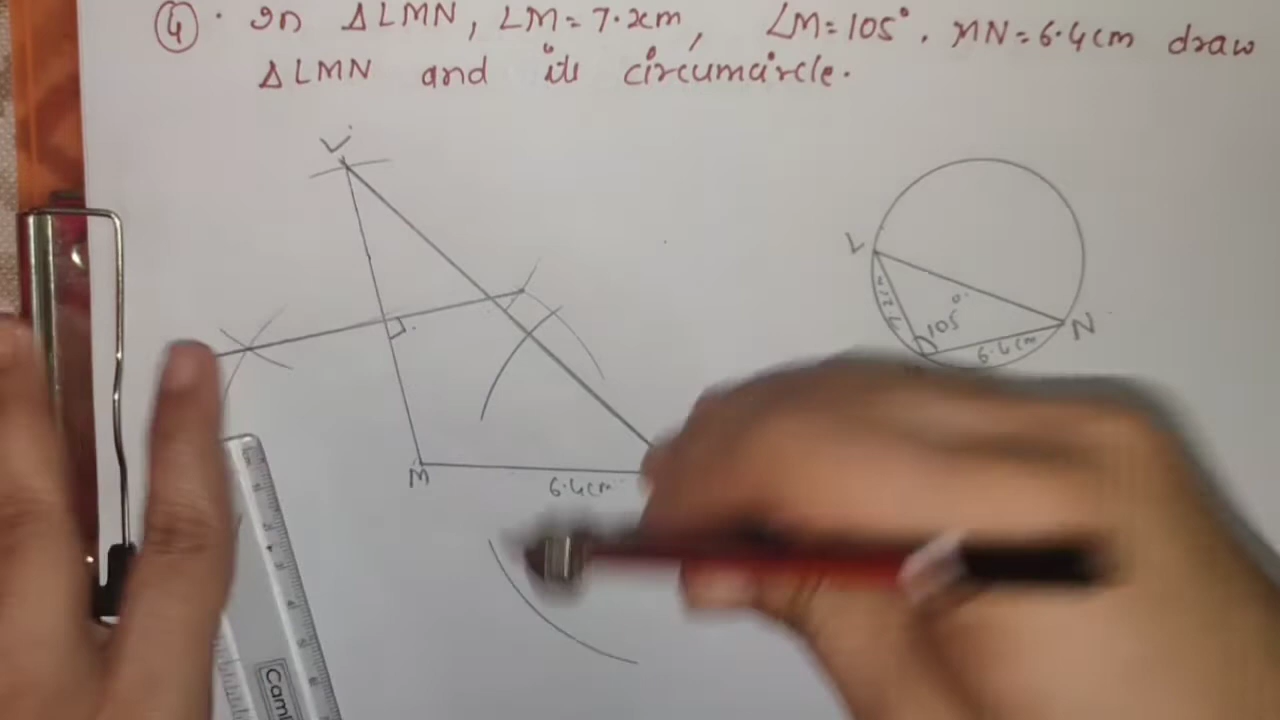 ④ · In ΔLMN, LM = 7.2cm, ∠M = 105°. MN = 6.4cm draw
ΔLMN and its circumcircle.
L
L
105°
N
6.4cm
M
6.4cm
Caml